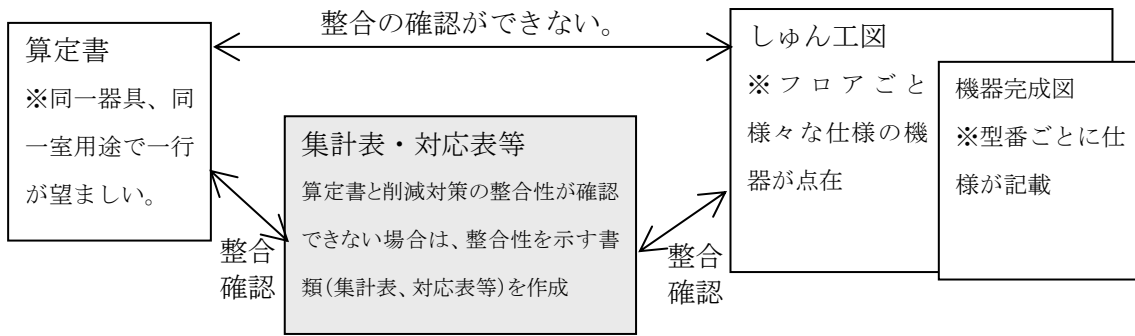 整合の確認ができない。
算定書
※同一器具、同
一室用途で一行
が望ましい。
しゅん工図
※フロアごと
様々な仕様の機
器が点在
機器完成図
※型番ごとに仕
様が記載
集計表・対応表等
算定書と削減対策の整合性が確認
できない場合は、整合性を示す書
類(集計表、対応表等)を作成
整合
確認
整合
確認